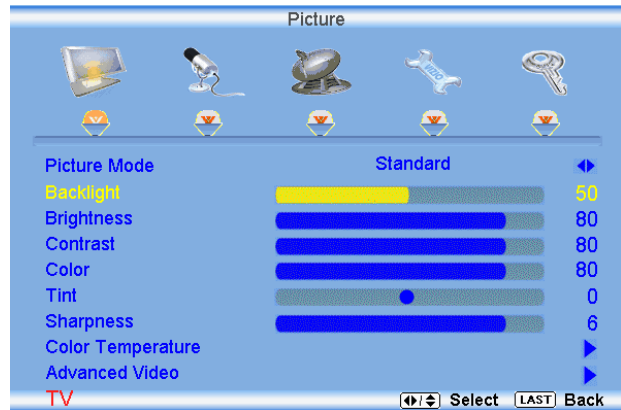 Picture
VIZIO
Picture Mode Standard
Backlight 50
Brightness 80
Contrast 80
Color 80
Tint 0
Sharpness 6
Color Temperature
Advanced Video
TV Select LAST Back